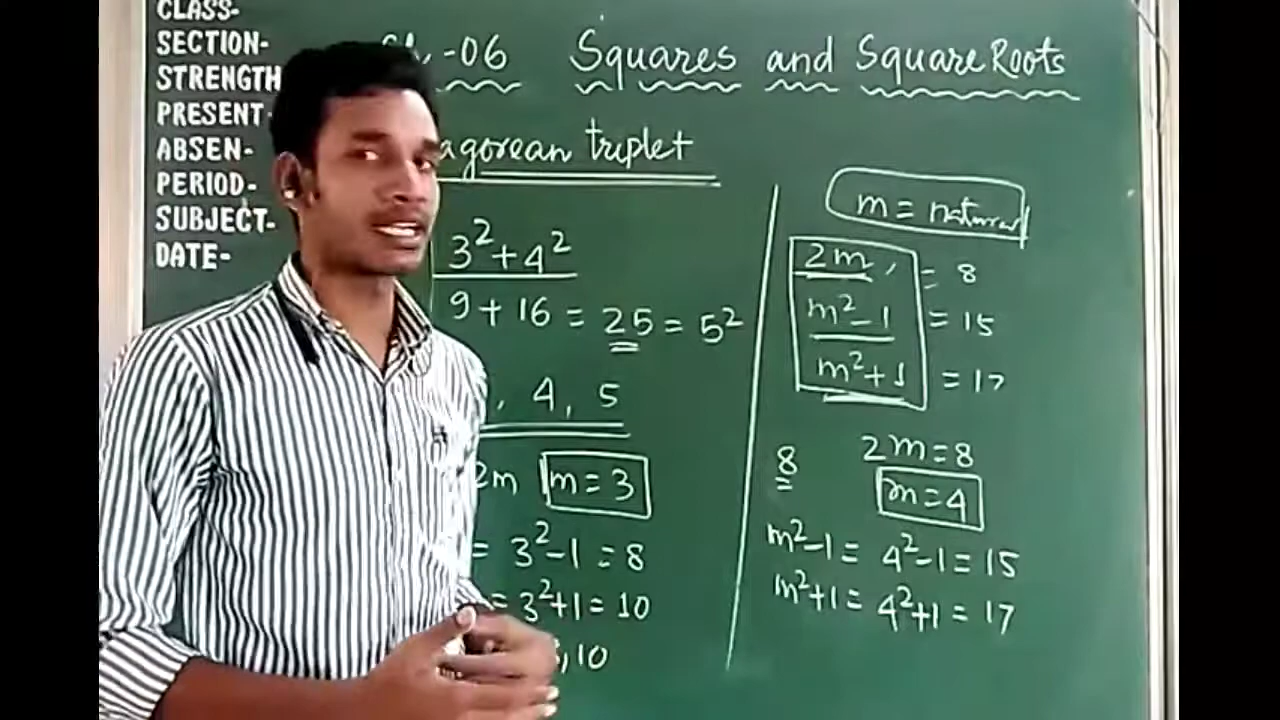 CLASS-
SECTION-
STRENGTH
PRESENT-
ABSEN-
PERIOD-
SUBJECT-
DATE-
-06 Squares and Square Roots
agorean triplet
3²+4²
9+16 = 25 = 5²
, 4, 5
2m m=3
= 3²-1 = 8
= 3²+1 = 10
, 10
m = natural
2m, = 8
m²-1 = 15
m²+1 = 17
8 2m=8
m=4
m²-1 = 4²-1 = 15
m²+1 = 4²+1 = 17